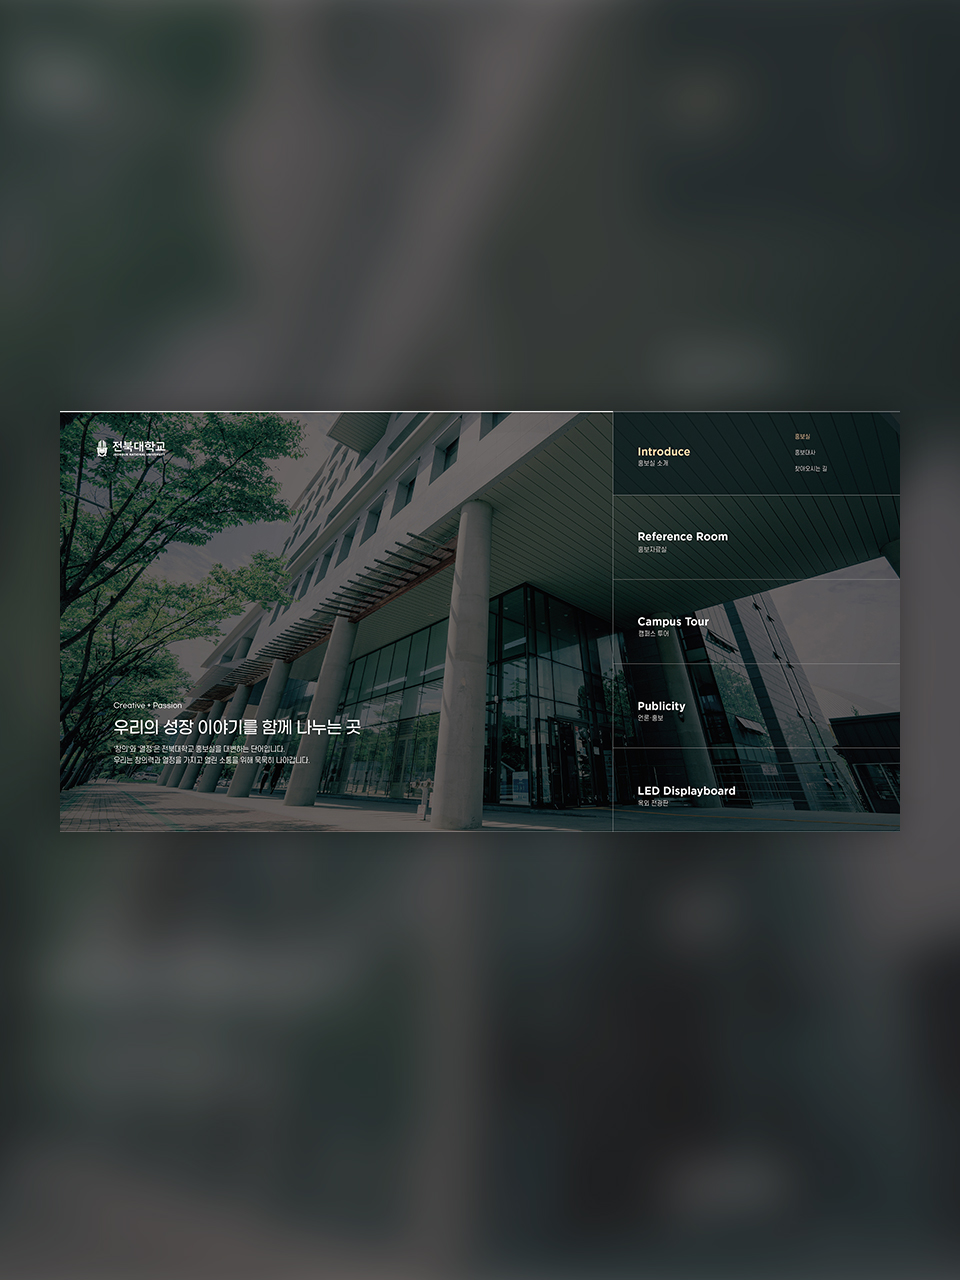 전북대학교
JEONBUK NATIONAL UNIVERSITY
Creative + Passion
우리의 성장 이야기를 함께 나누는 곳
'창의'와 '열정'은 전북대학교 홍보실을 대변하는 단어입니다.
우리는 창의력과 열정을 가지고 열린 소통을 위해 묵묵히 나아갑니다.
Introduce
홍보실 소개
홍보실
홍보대사
찾아오시는 길
Reference Room
홍보자료실
Campus Tour
캠퍼스 투어
Publicity
언론·홍보
LED Displayboard
옥외 전광판